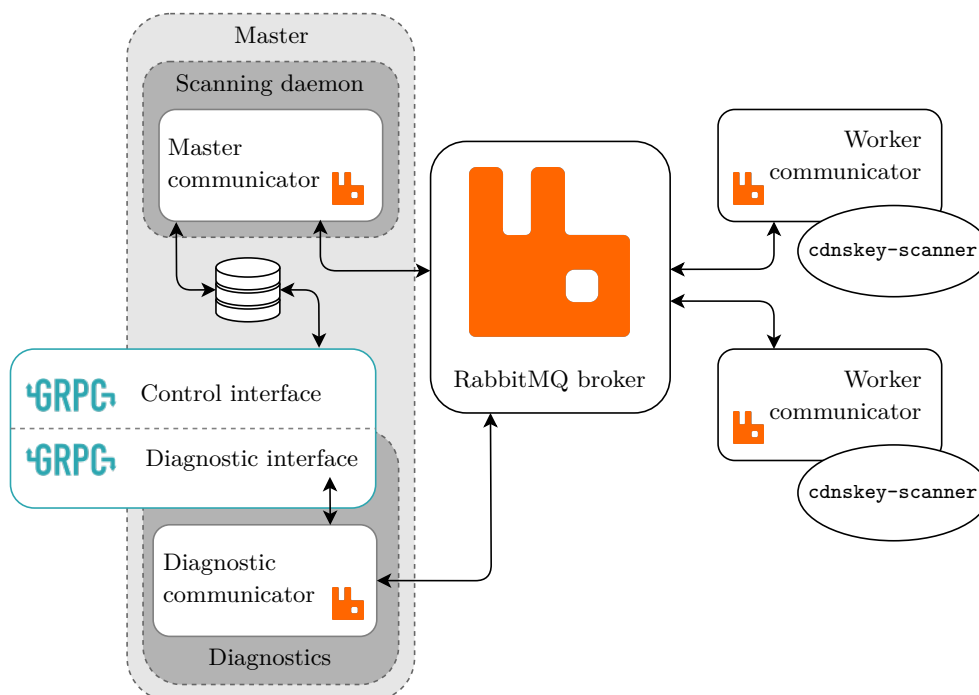 Master
Scanning daemon
Master
communicator
Worker
communicator
cdnskey-scanner
RabbitMQ broker
GRPC
Control interface
Worker
communicator
GRPC
Diagnostic interface
cdnskey-scanner
Diagnostic
communicator
Diagnostics